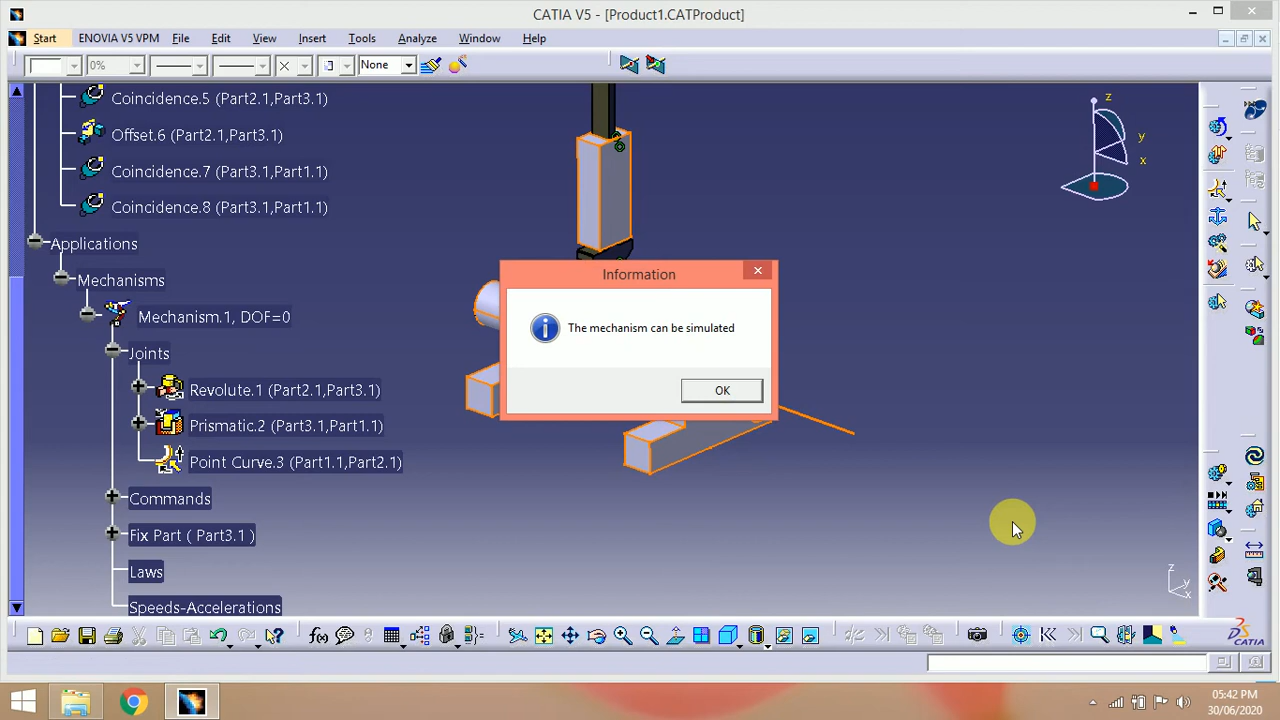 CATIA V5 - [Product1.CATProduct]
Start ENOVIA V5 VPM File Edit View Insert Tools Analyze Window Help
0% None
Coincidence.5 (Part2.1,Part3.1)
Offset.6 (Part2.1,Part3.1)
Coincidence.7 (Part3.1,Part1.1)
Coincidence.8 (Part3.1,Part1.1)
Applications
Mechanisms
Mechanism.1, DOF=0
Joints
Revolute.1 (Part2.1,Part3.1)
Prismatic.2 (Part3.1,Part1.1)
Point Curve.3 (Part1.1,Part2.1)
Commands
Fix Part ( Part3.1 )
Laws
Speeds-Accelerations
Information
The mechanism can be simulated
OK
z
y
x
z
y
x
f(x)
CATIA
05:42 PM
30/06/2020